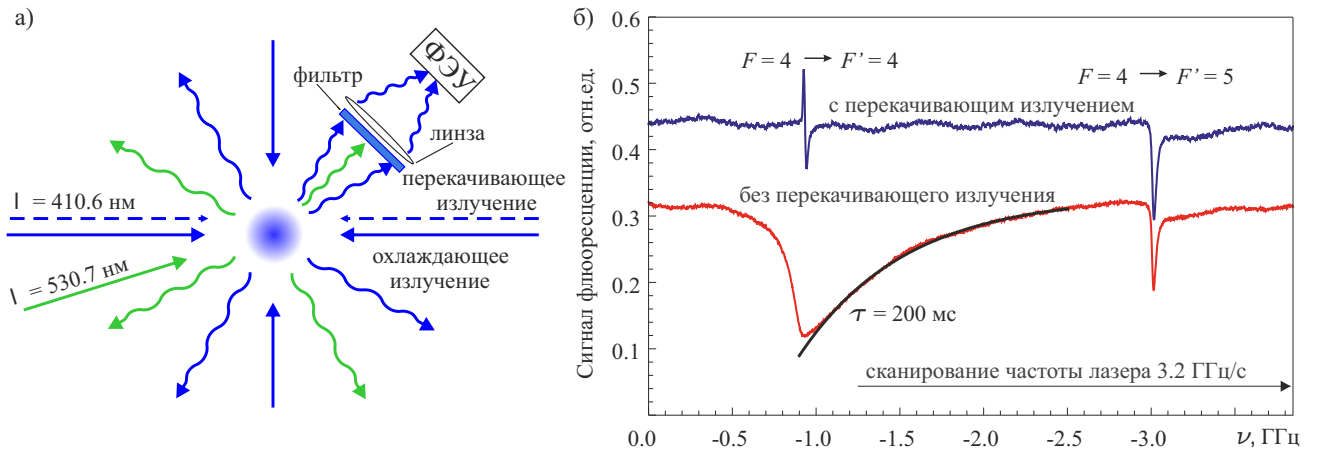 а)
ФЭУ
фильтр
линза
перекачивающее
излучение
l = 410.6 нм
охлаждающее
излучение
l = 530.7 нм
б)
Сигнал флюоресценции, отн.ед.
0.6
0.5
0.4
0.3
0.2
0.1
F = 4 → F’ = 4
F = 4 → F’ = 5
с перекачивающим излучением
без перекачивающего излучения
τ = 200 мс
сканирование частоты лазера 3.2 ГГц/с
0.0 -0.5 -1.0 -1.5 -2.0 -2.5 -3.0 ν, ГГц